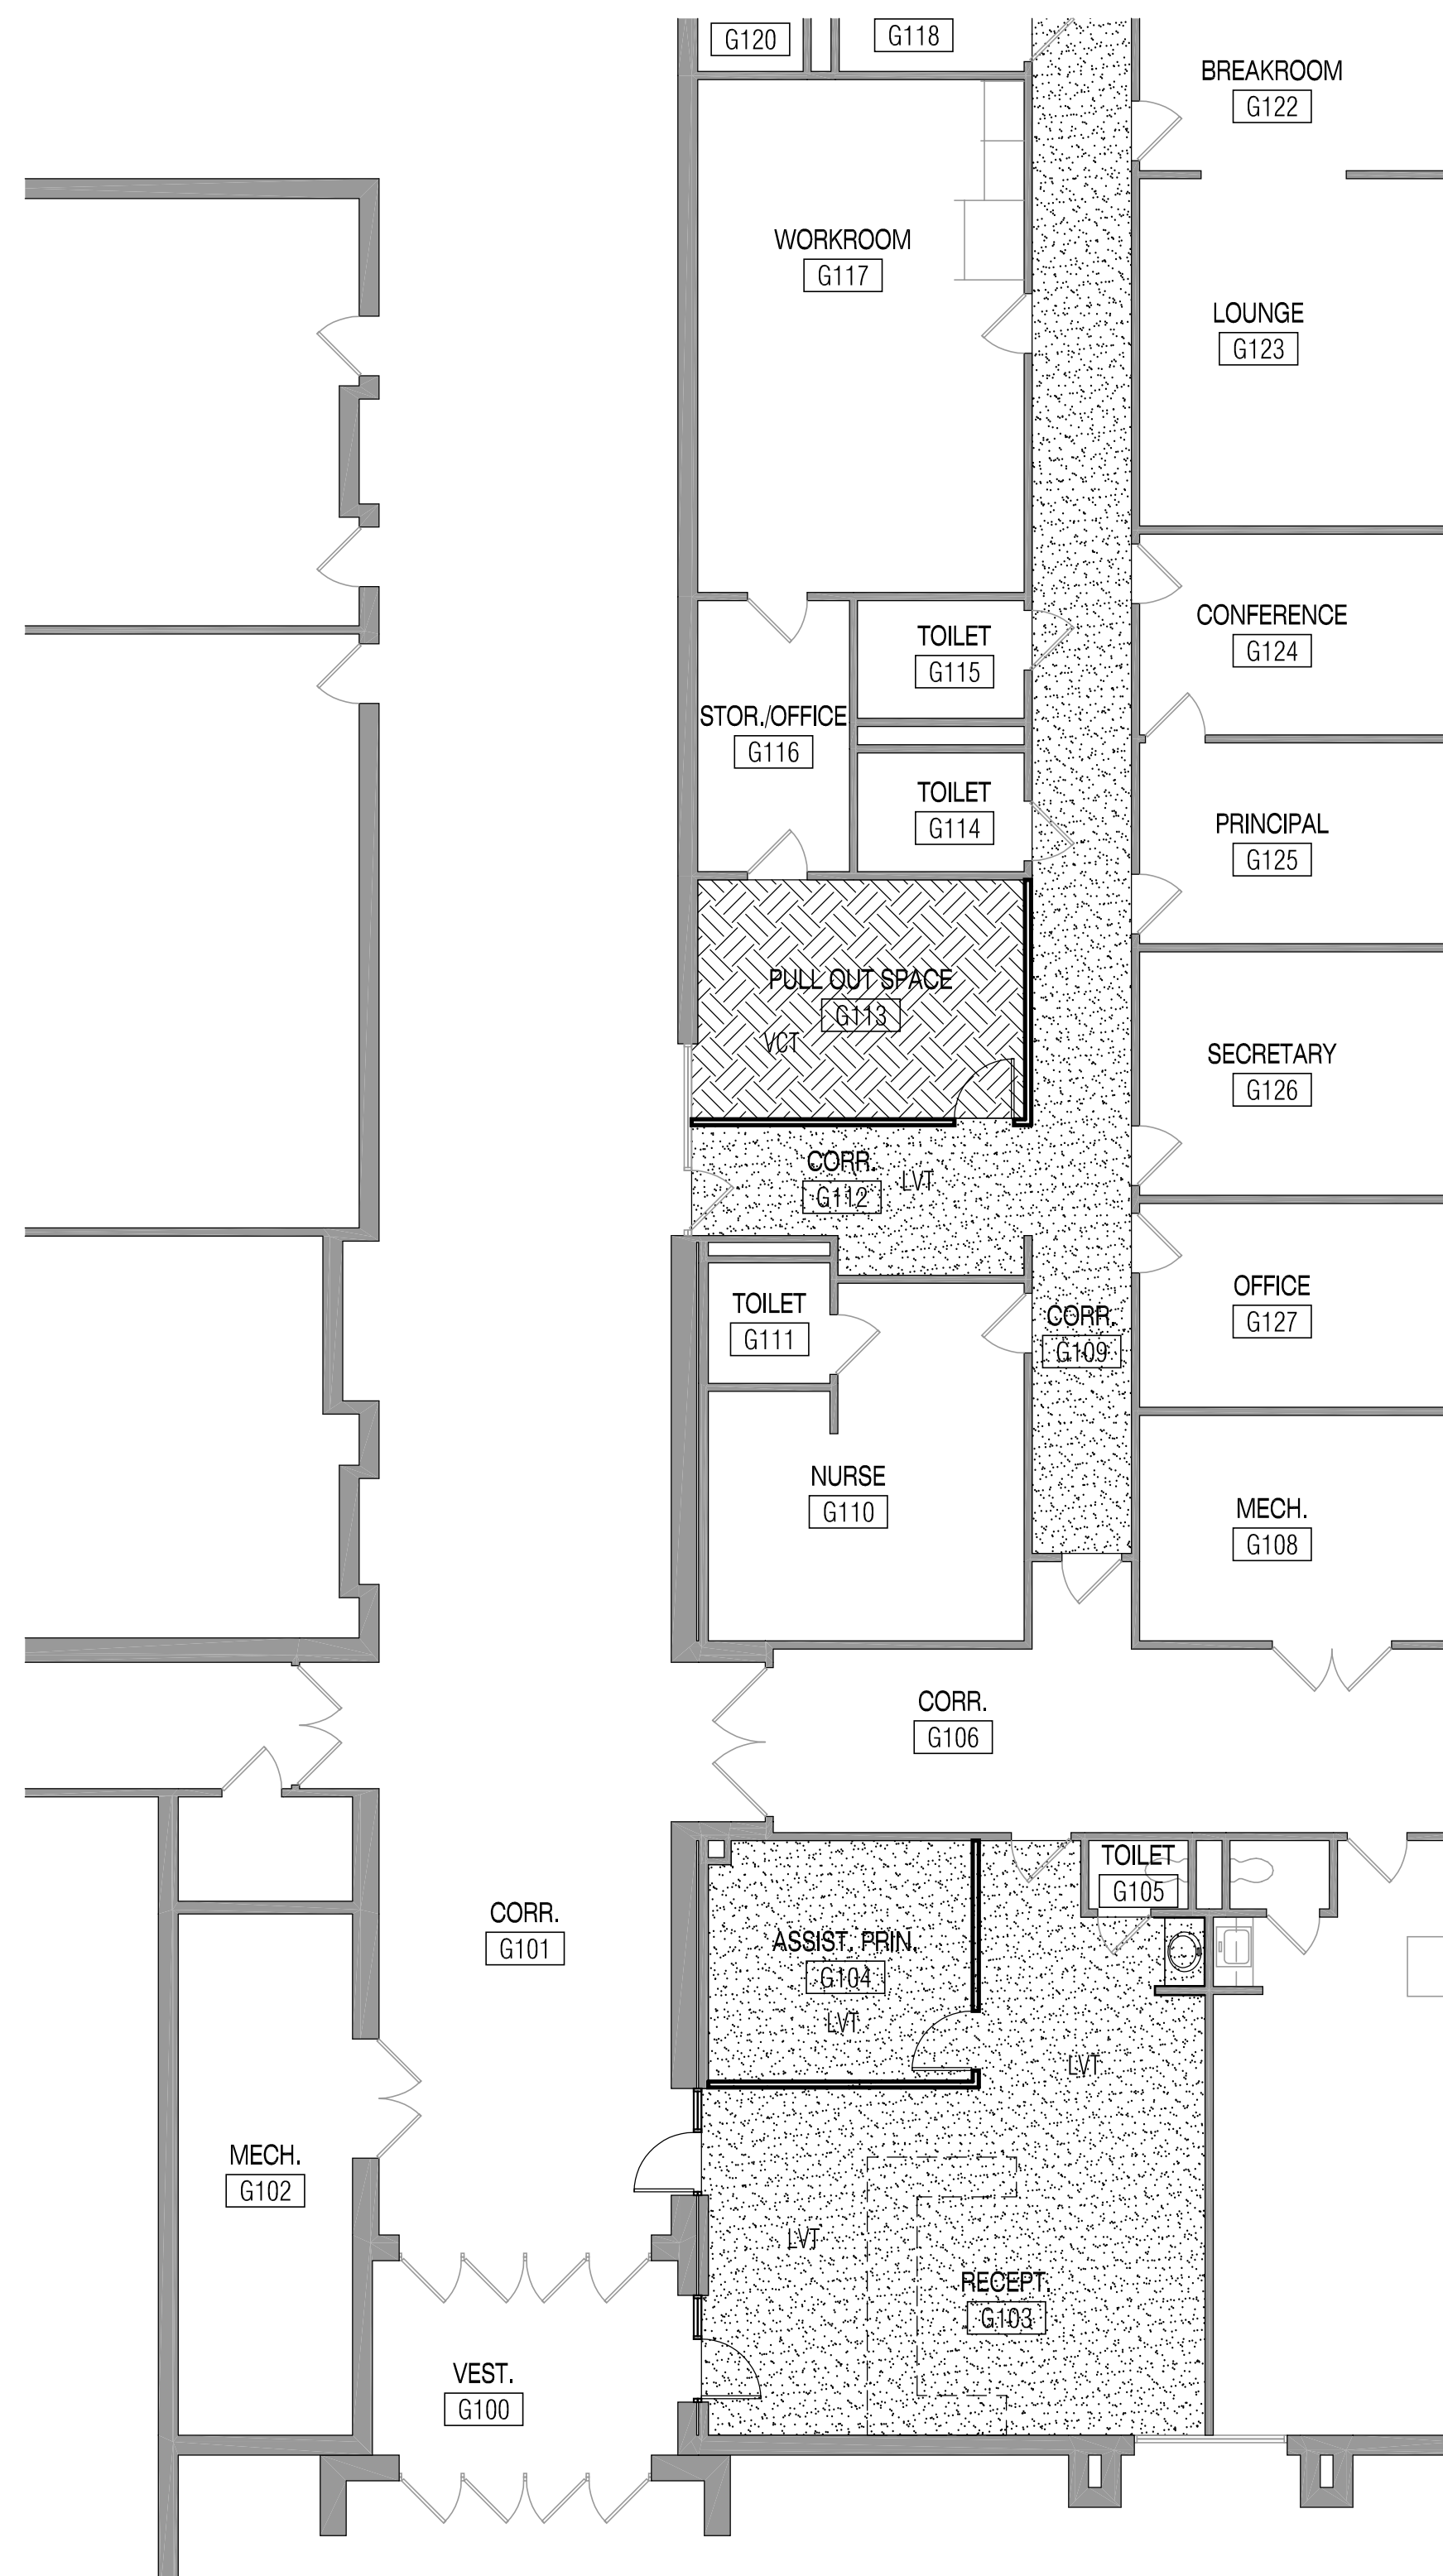 G120
G118
BREAKROOM
G122
WORKROOM
G117
LOUNGE
G123
TOILET
G115
CONFERENCE
G124
STOR./OFFICE
G116
TOILET
G114
PRINCIPAL
G125
PULL OUT SPACE
G113
VCT
SECRETARY
G126
CORR.
G112
LVT
TOILET
G111
CORR.
G109
OFFICE
G127
NURSE
G110
MECH.
G108
CORR.
G106
TOILET
G105
CORR.
G101
ASSIST. PRIN.
G104
LVT
LVT
MECH.
G102
LVT
RECEPT.
G103
VEST.
G100